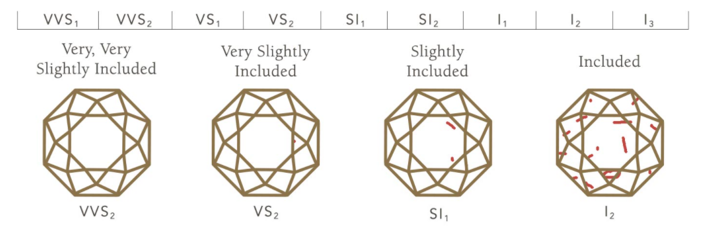 VVS₁ VVS₂ VS₁ VS₂ SI₁ SI₂ I₁ I₂ I₃
Very, Very
Slightly Included
Very Slightly
Included
Slightly
Included
Included
VVS₂ VS₂ SI₁ I₂